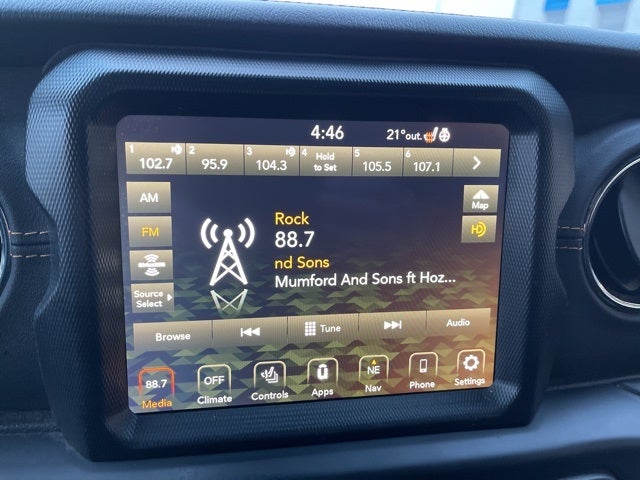 4:46 21°out.
1 102.7 HD 2 95.9 3 104.3 HD 4 Hold to Set 5 105.5 6 107.1
AM
Map
FM
HD
Rock
88.7
nd Sons
Mumford And Sons ft Hoz...
Source
Select
Browse Tune Audio
88.7 OFF NE
Media Climate Controls Apps Nav Phone Settings